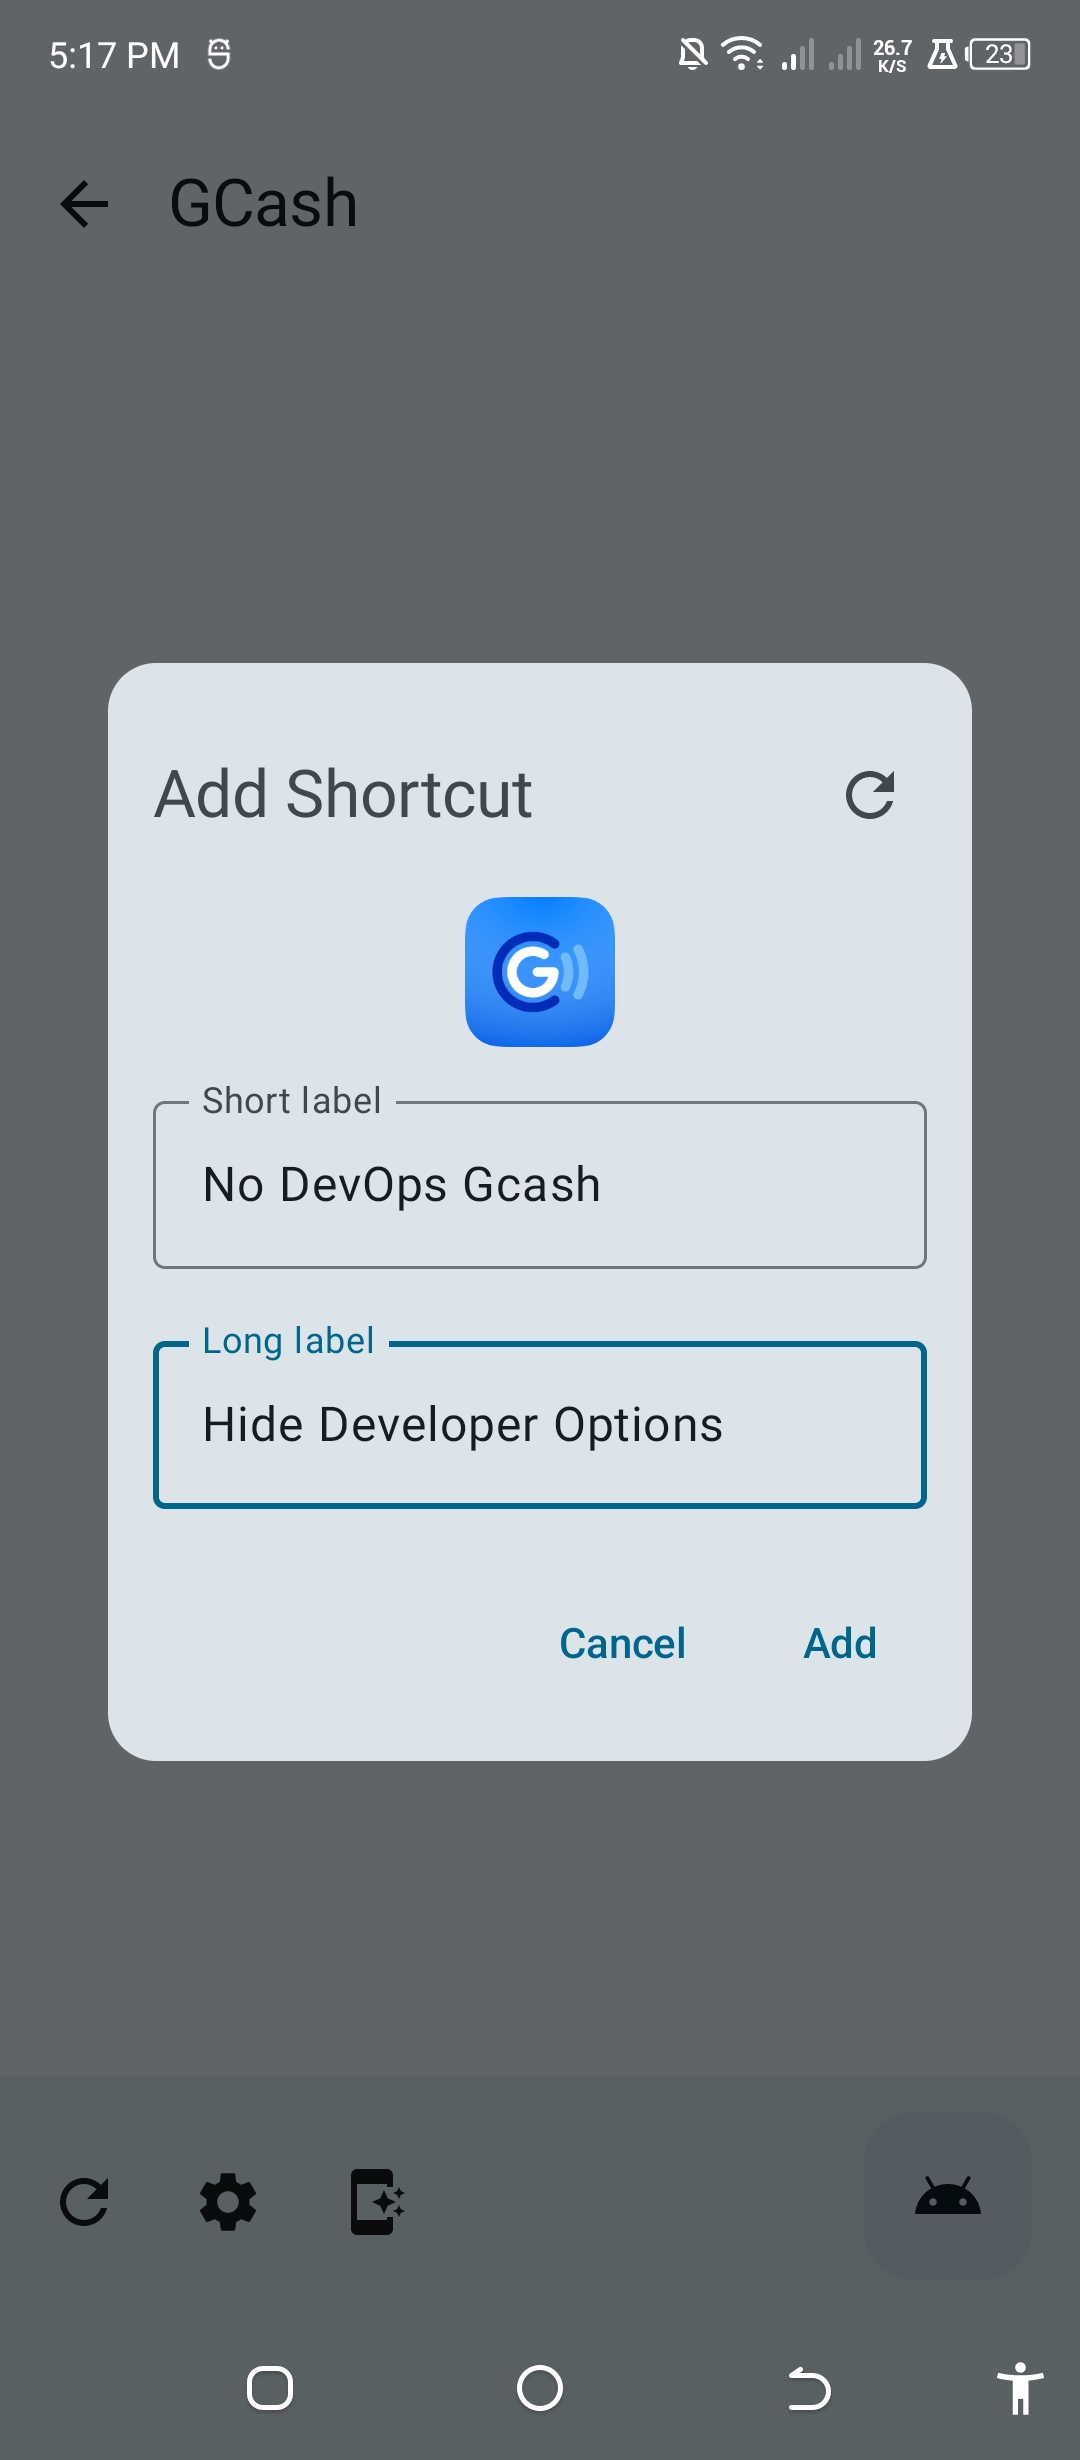 5:17 PM
26.7
K/S
23
GCash
Add Shortcut
G
Short label
No DevOps Gcash
Long label
Hide Developer Options
Cancel
Add